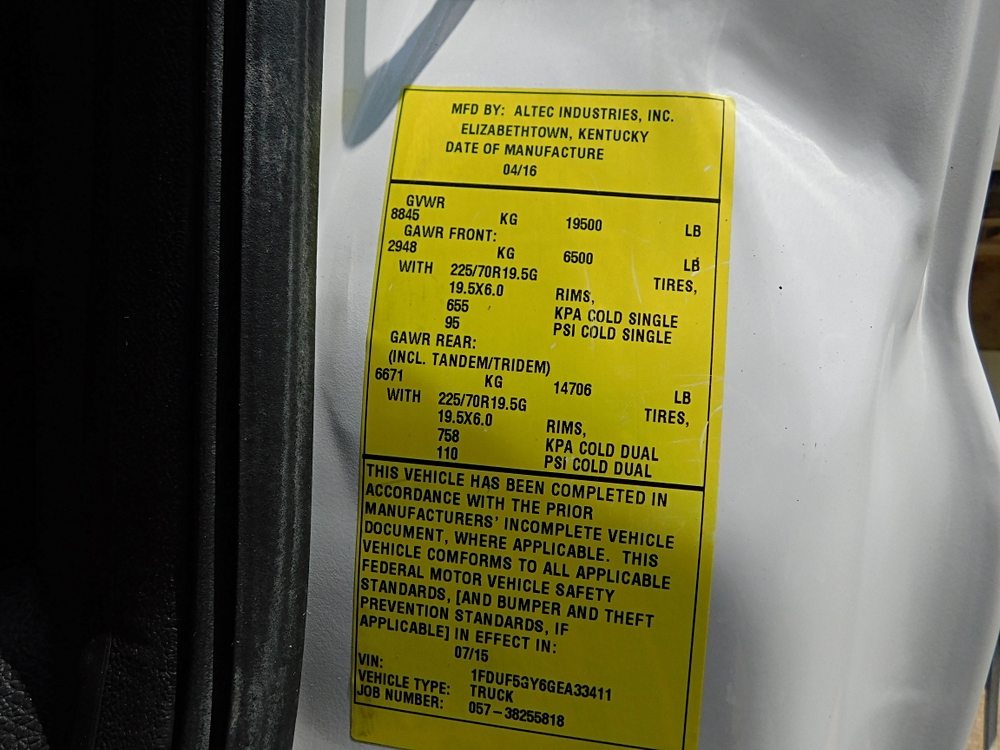 MFD BY: ALTEC INDUSTRIES, INC.
ELIZABETHTOWN, KENTUCKY
DATE OF MANUFACTURE
04/16
GVWR
8845 KG 19500 LB
GAWR FRONT:
2948 KG 6500 LB
WITH 225/70R19.5G TIRES,
19.5X6.0 RIMS,
655 KPA COLD SINGLE
95 PSI COLD SINGLE
GAWR REAR:
(INCL. TANDEM/TRIDEM)
6671 KG 14706 LB
WITH 225/70R19.5G TIRES,
19.5X6.0 RIMS,
758 KPA COLD DUAL
110 PSI COLD DUAL
THIS VEHICLE HAS BEEN COMPLETED IN
ACCORDANCE WITH THE PRIOR
MANUFACTURERS' INCOMPLETE VEHICLE
DOCUMENT, WHERE APPLICABLE. THIS
VEHICLE COMFORMS TO ALL APPLICABLE
FEDERAL MOTOR VEHICLE SAFETY
STANDARDS, [AND BUMPER AND THEFT
PREVENTION STANDARDS, IF
APPLICABLE] IN EFFECT IN:
07/15
VIN: 1FDUF5GY6GEA33411
VEHICLE TYPE: TRUCK
JOB NUMBER: 057-38255818